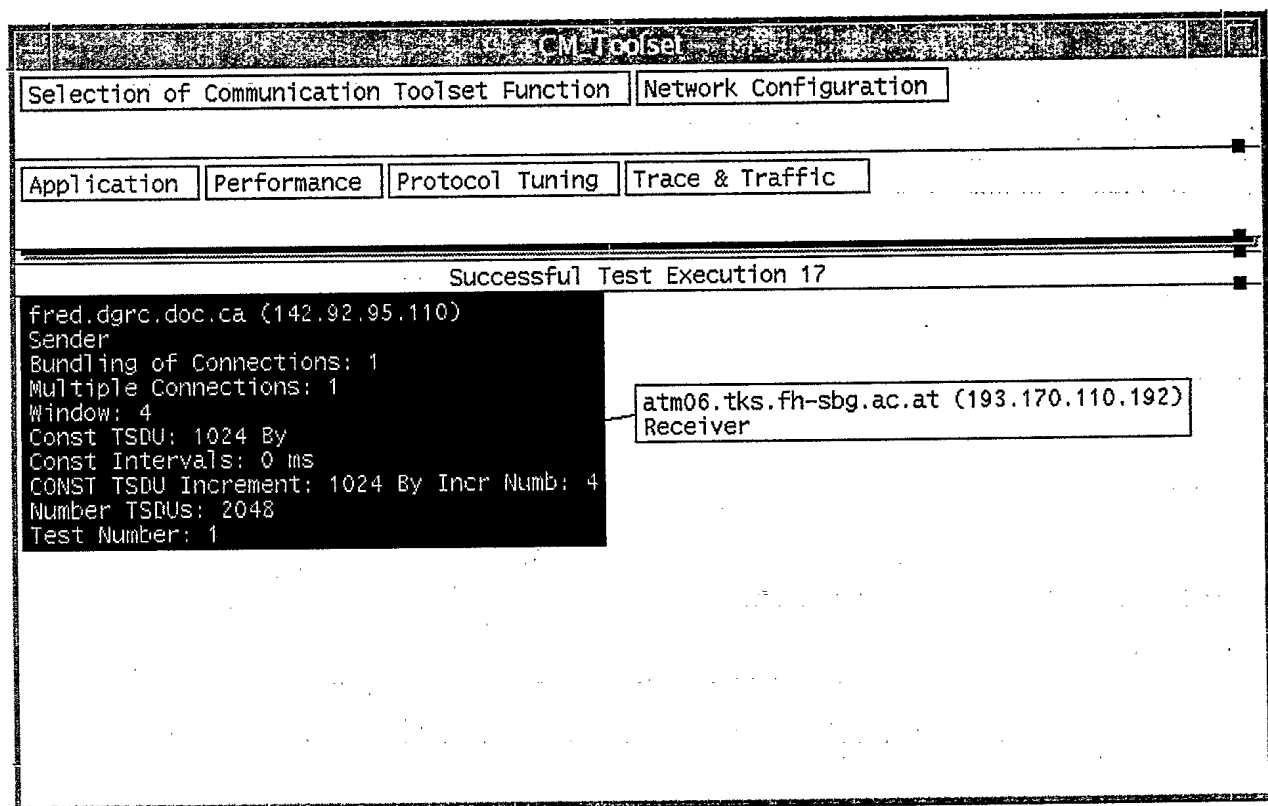 CM_Toolset
Selection of Communication Toolset Function
Network Configuration
Application
Performance
Protocol Tuning
Trace & Traffic
Successful Test Execution 17
fred.dgrc.doc.ca (142.92.95.110)
Sender
Bundling of Connections: 1
Multiple Connections: 1
Window: 4
Const TSDU: 1024 By
Const Intervals: 0 ms
CONST TSDU Increment: 1024 By Incr Numb: 4
Number TSDUs: 2048
Test Number: 1
atm06.tks.fh-sbg.ac.at (193.170.110.192)
Receiver